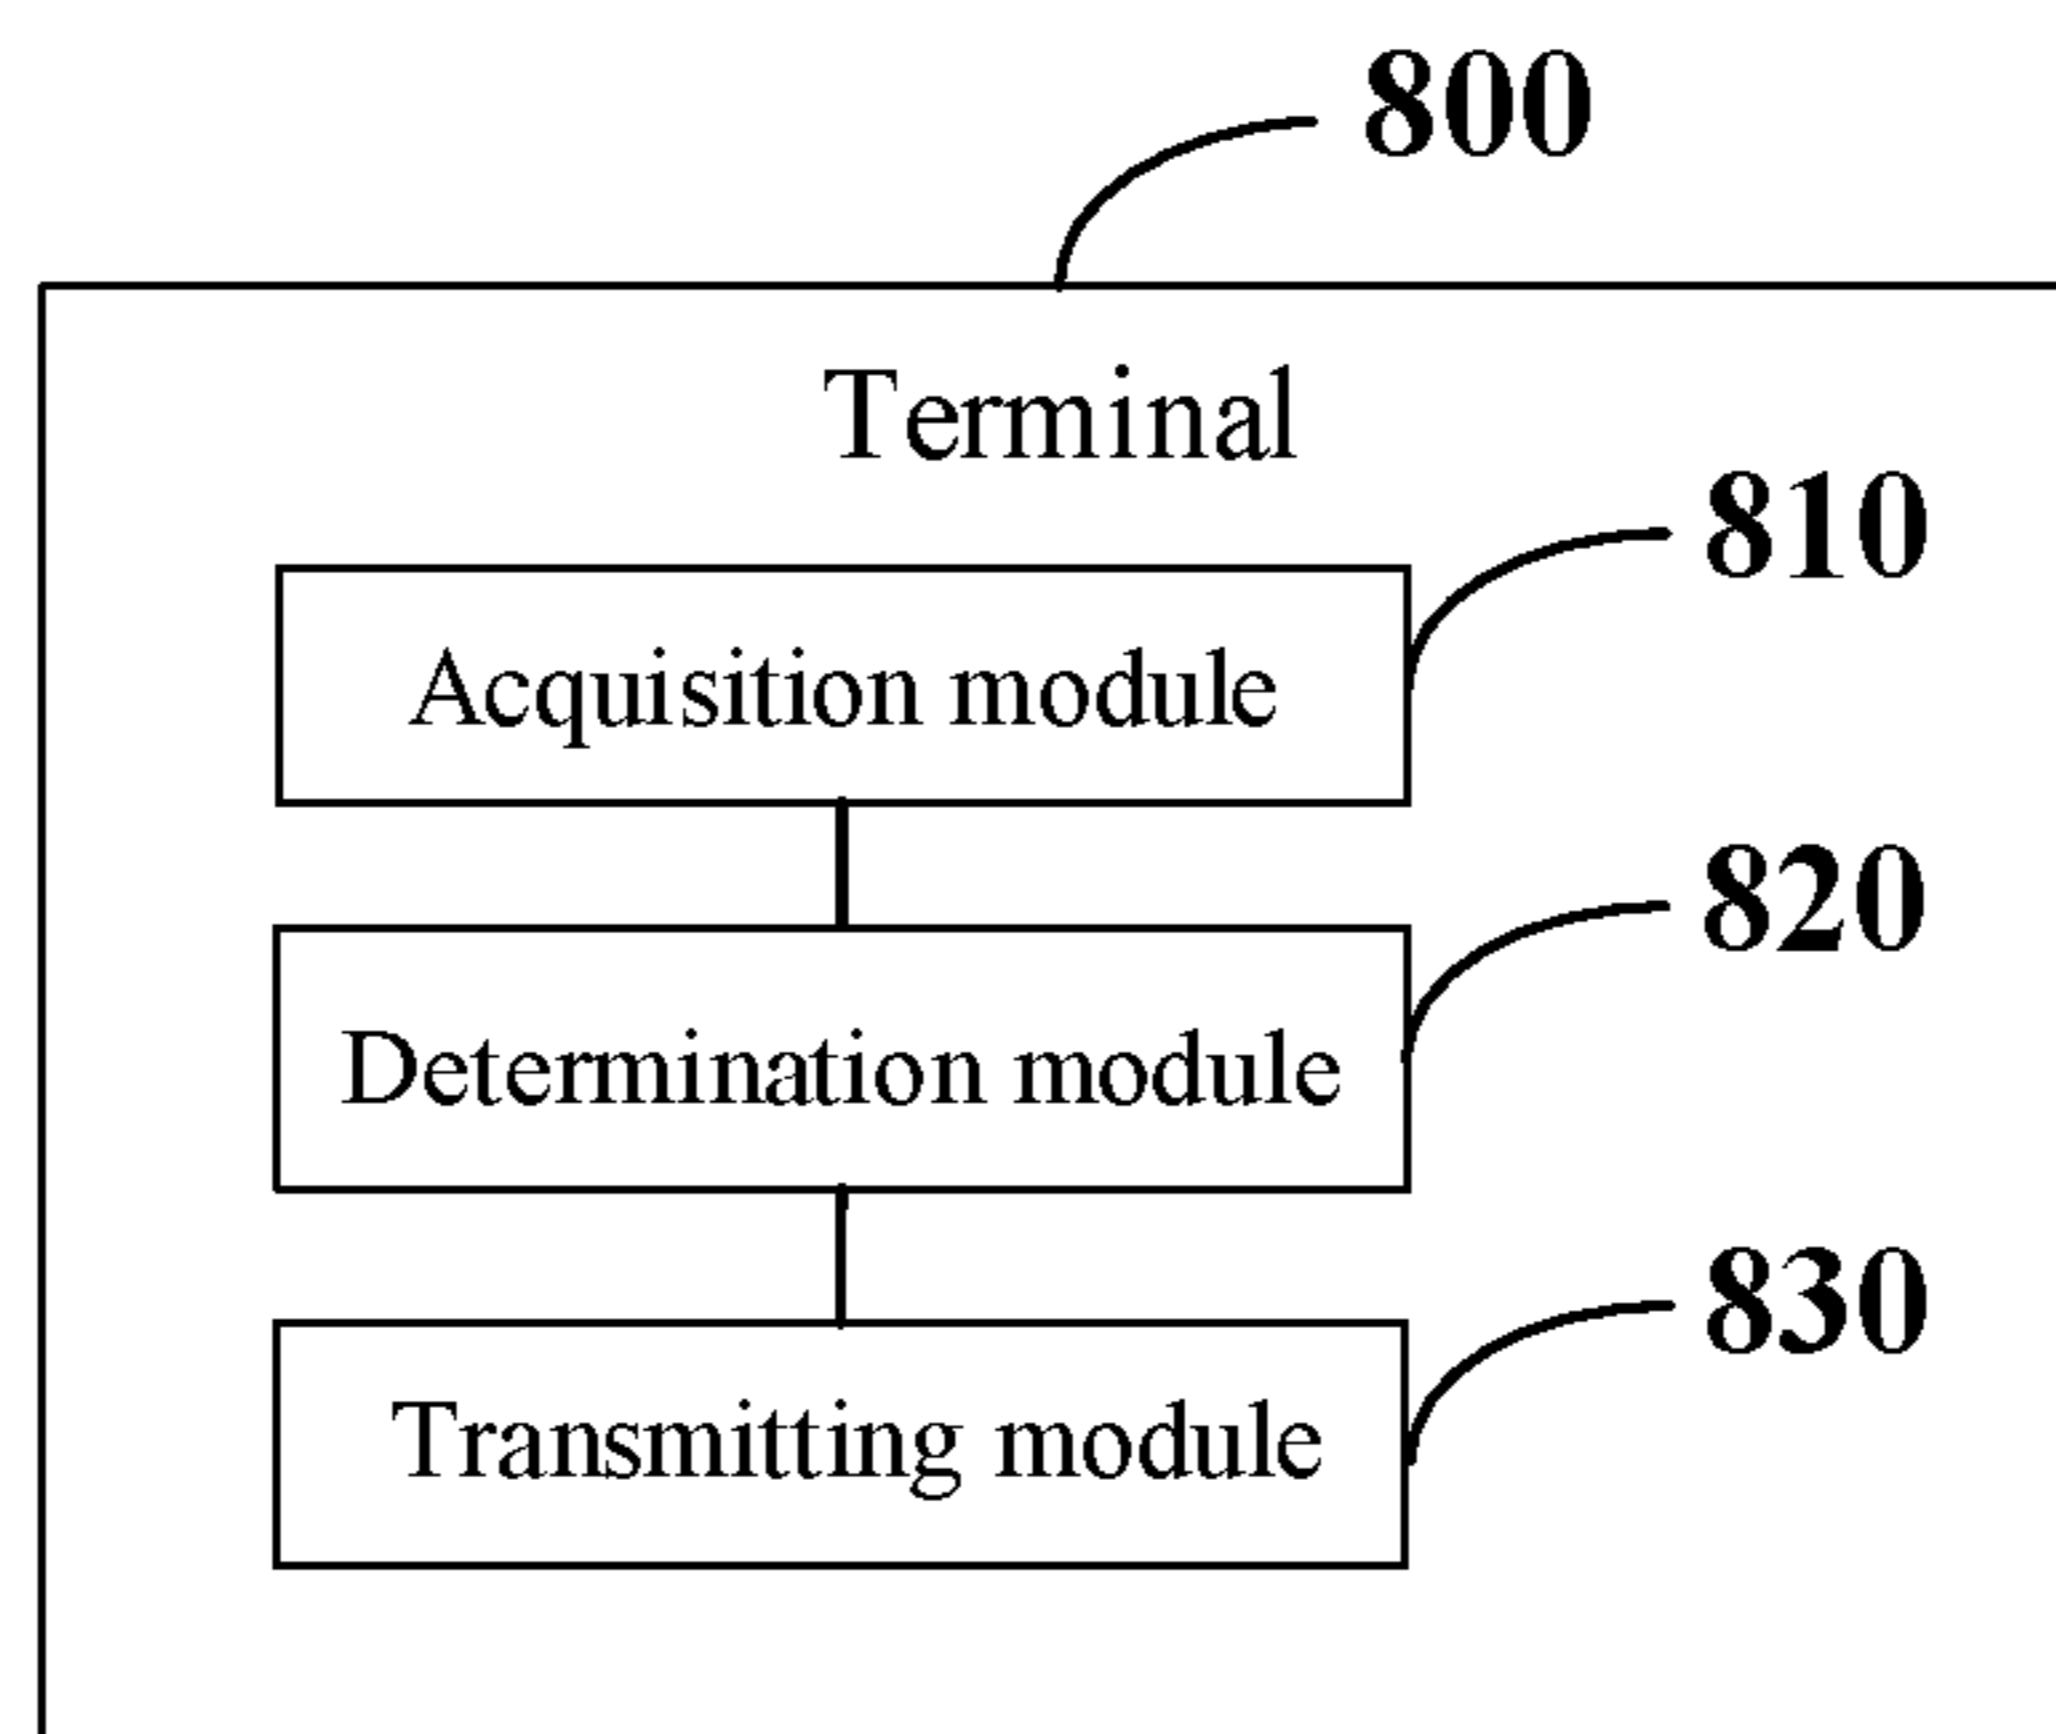 800
Terminal
810
Acquisition module
820
Determination module
830
Transmitting module